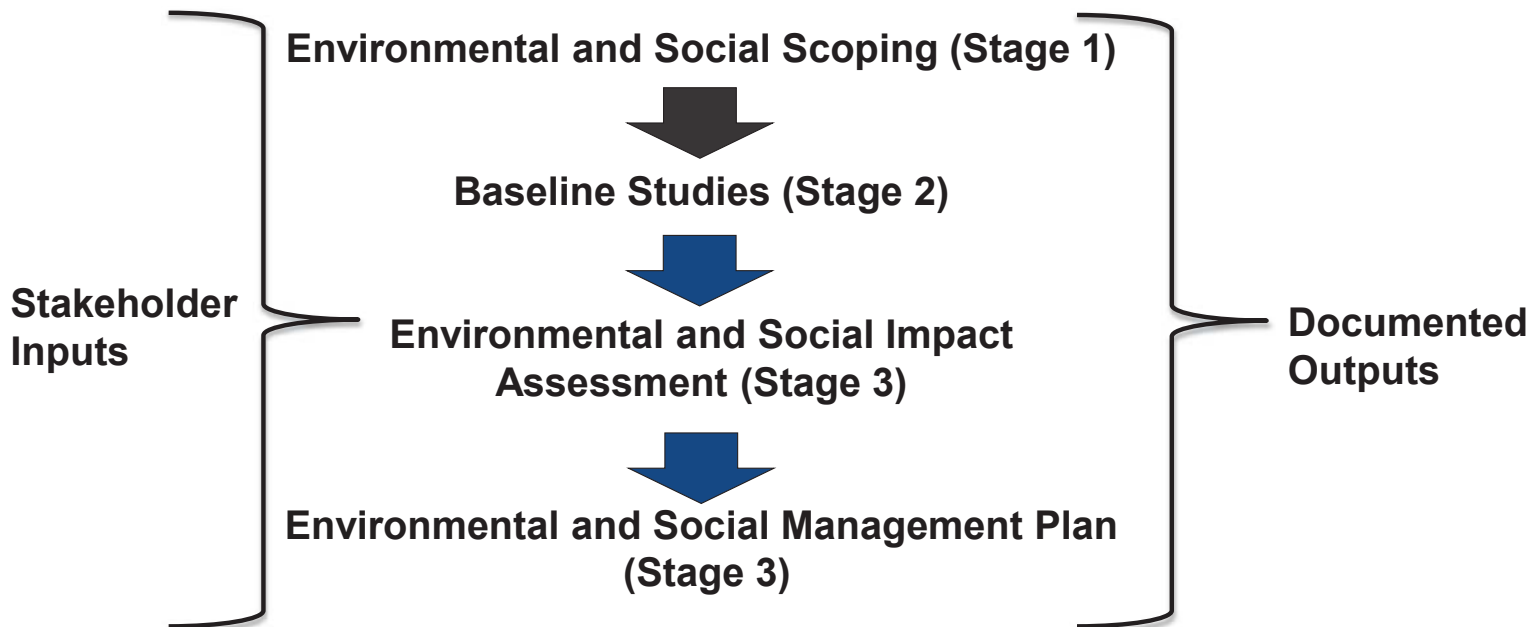 Environmental and Social Scoping (Stage 1)
Baseline Studies (Stage 2)
Stakeholder
Inputs
Environmental and Social Impact
Assessment (Stage 3)
Documented
Outputs
Environmental and Social Management Plan
(Stage 3)